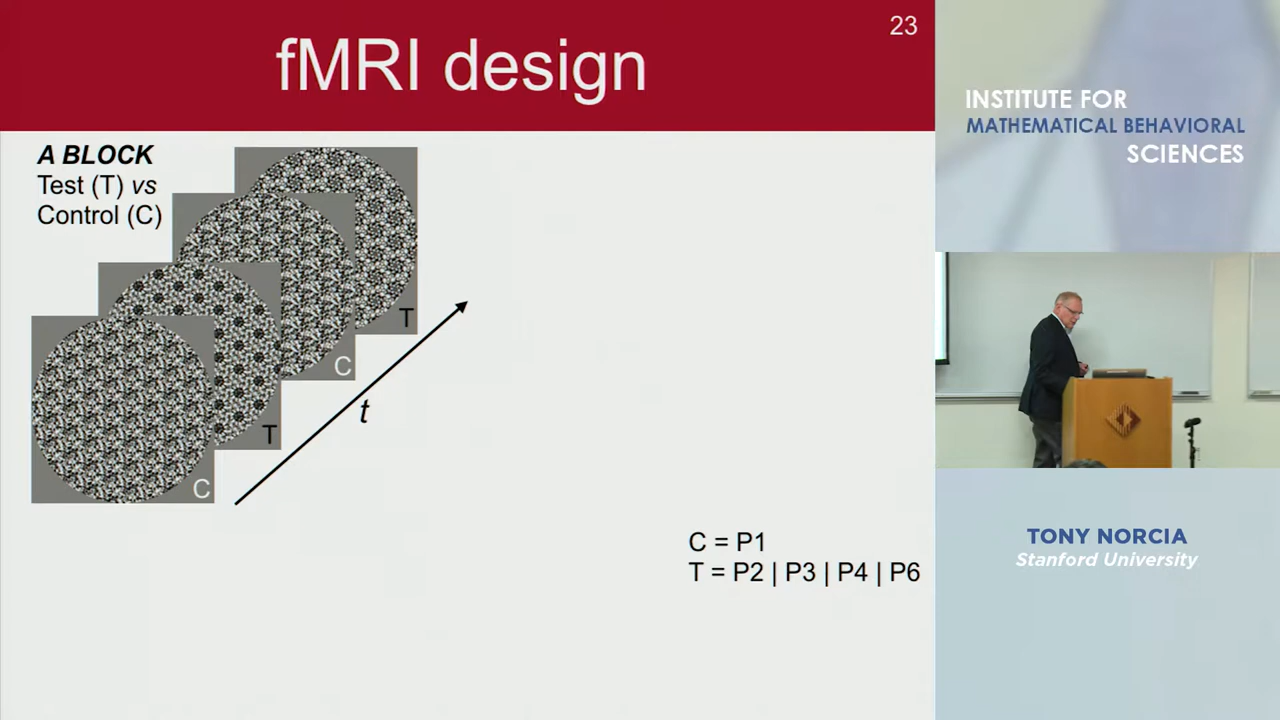 23
fMRI design
A BLOCK
Test (T) vs
Control (C)
T
C
T
C
t
C = P1
T = P2 | P3 | P4 | P6
INSTITUTE FOR
MATHEMATICAL BEHAVIORAL
SCIENCES
TONY NORCIA
Stanford University